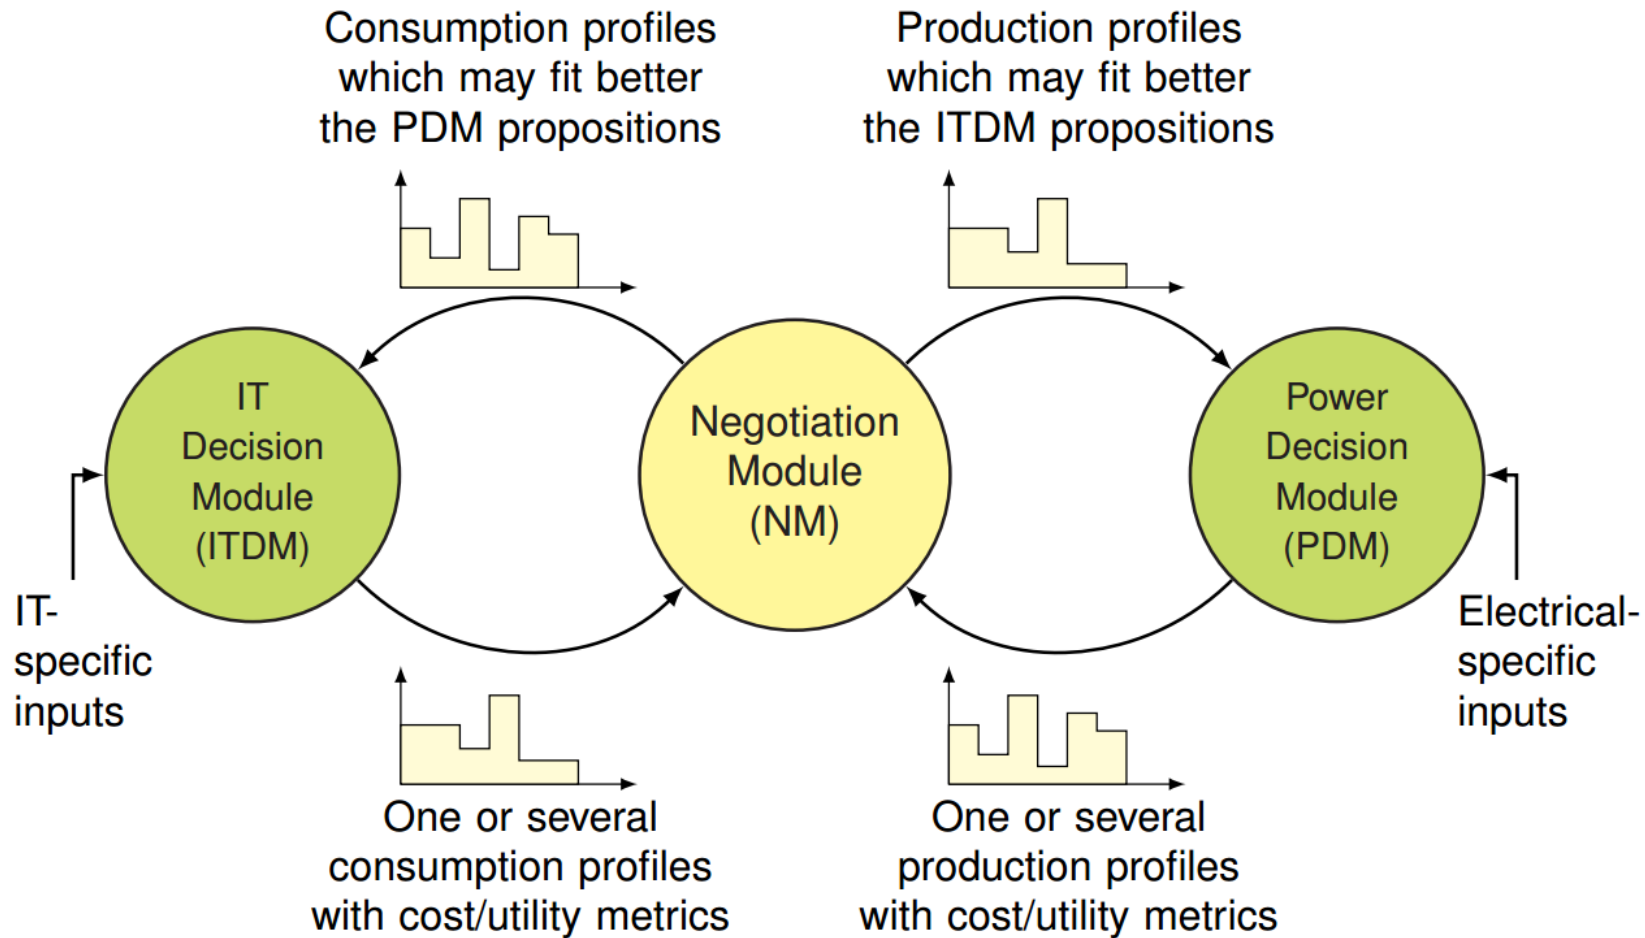 Consumption profiles
which may fit better
the PDM propositions
Production profiles
which may fit better
the ITDM propositions
IT
Decision
Module
(ITDM)
Negotiation
Module
(NM)
Power
Decision
Module
(PDM)
IT-
specific
inputs
Electrical-
specific
inputs
One or several
consumption profiles
with cost/utility metrics
One or several
production profiles
with cost/utility metrics